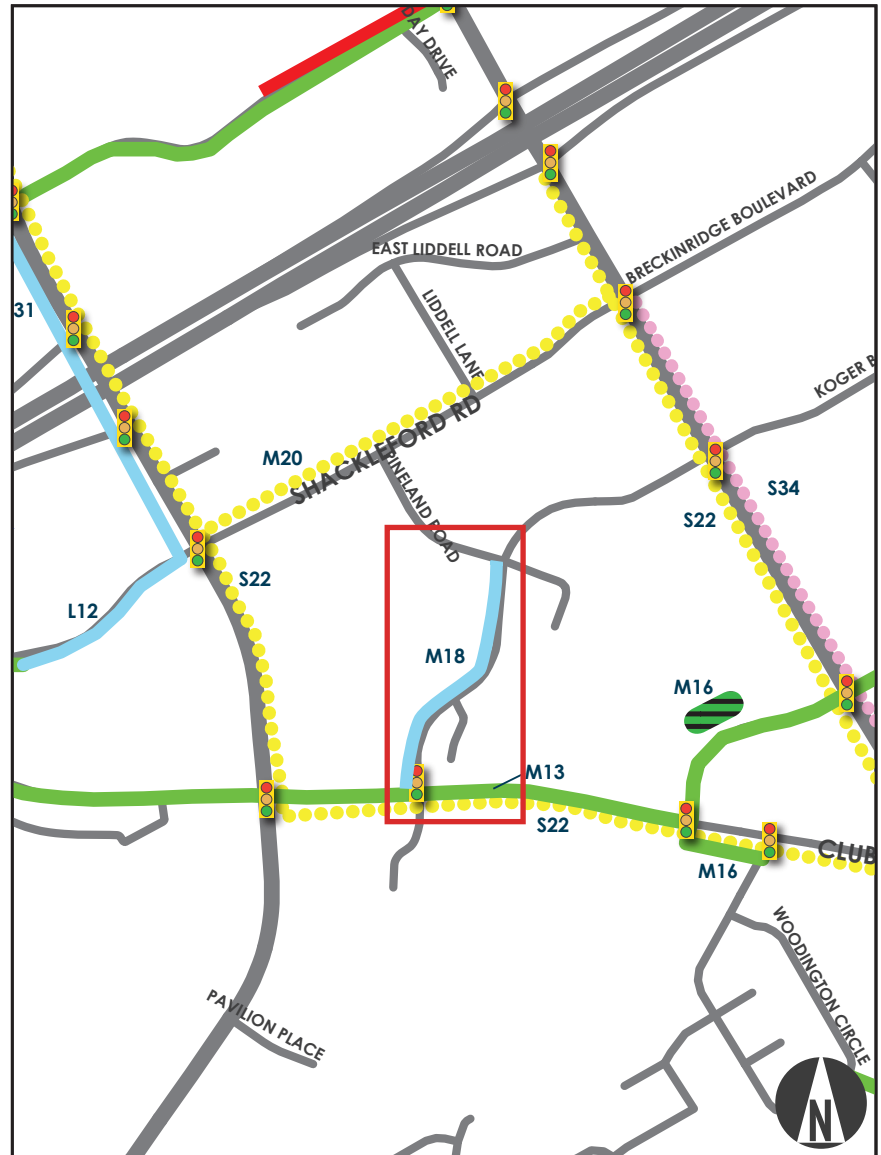 DAY DRIVE
BRECKINRIDGE BOULEVARD
EAST LIDDELL ROAD
LIDDELL LANE
31
KOGER B
SHACKLEFORD RD
M20
PINELAND ROAD
S34
S22
S22
L12
M18
M16
M13
S22
CLUB
M16
WOODINGTON CIRCLE
PAVILION PLACE
N